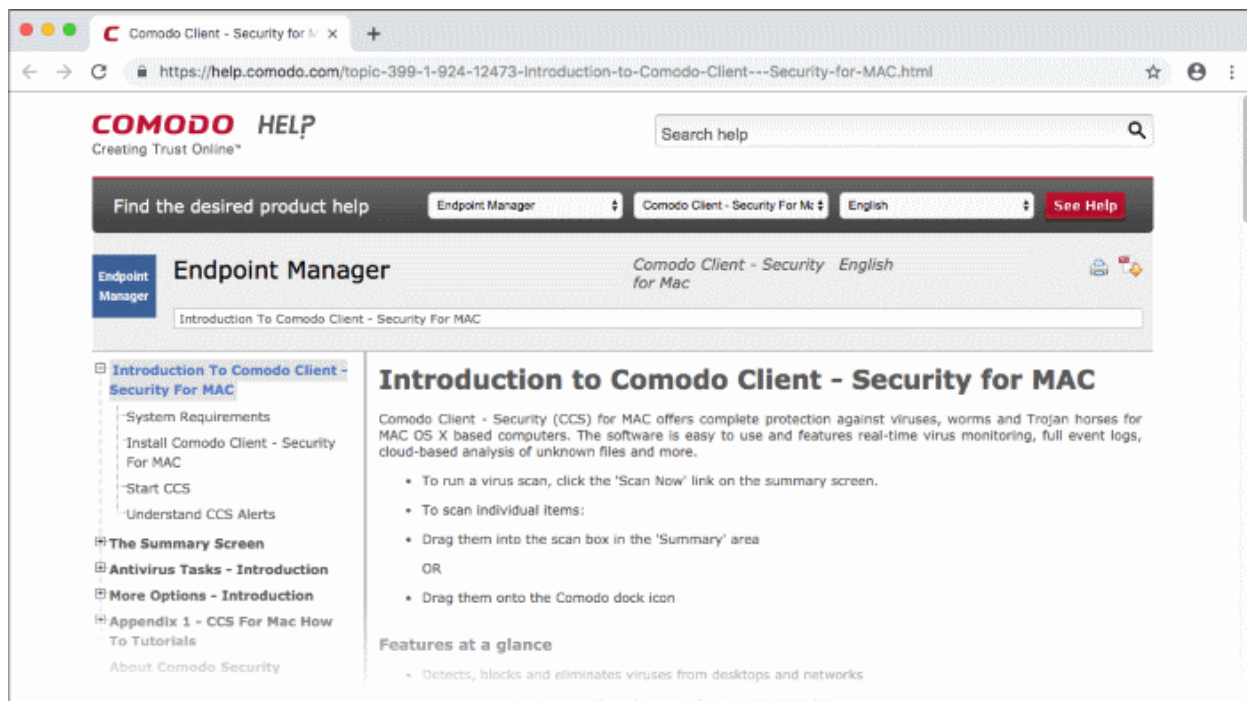 Comodo Client - Security for M
https://help.comodo.com/topic-399-1-924-12473-Introduction-to-Comodo-Client---Security-for-MAC.html
COMODO HELP
Creating Trust Online™
Search help
Find the desired product help
Endpoint Manager
Comodo Client - Security For Ma
English
See Help
Endpoint
Manager
Endpoint Manager
Comodo Client - Security
for Mac
English
Introduction To Comodo Client - Security For MAC
Introduction To Comodo Client -
Security For MAC
System Requirements
Install Comodo Client - Security
For MAC
Start CCS
Understand CCS Alerts
The Summary Screen
Antivirus Tasks - Introduction
More Options - Introduction
Appendix 1 - CCS For Mac How
To Tutorials
About Comodo Security
Introduction to Comodo Client - Security for MAC
Comodo Client - Security (CCS) for MAC offers complete protection against viruses, worms and Trojan horses for
MAC OS X based computers. The software is easy to use and features real-time virus monitoring, full event logs,
cloud-based analysis of unknown files and more.
• To run a virus scan, click the 'Scan Now' link on the summary screen.
• To scan individual items:
• Drag them into the scan box in the 'Summary' area
OR
• Drag them onto the Comodo dock icon
Features at a glance
• Detects, blocks and eliminates viruses from desktops and networks